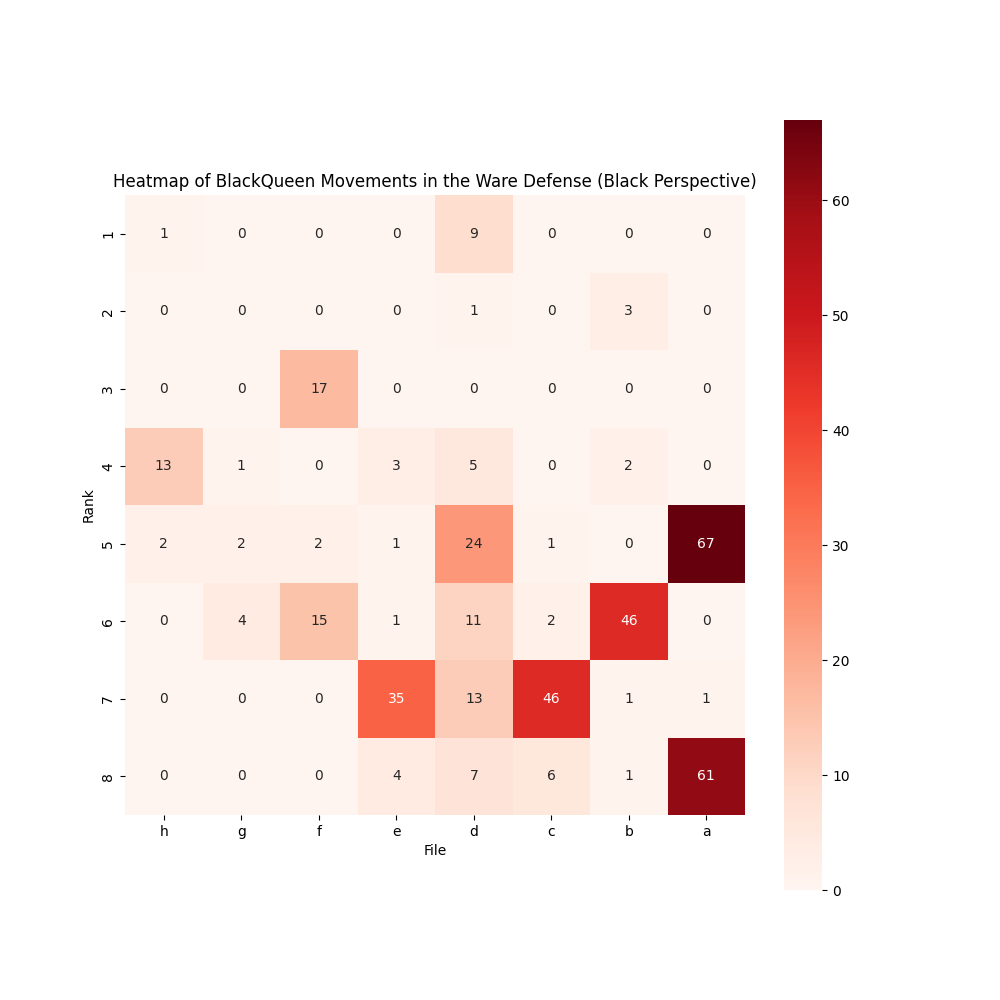 Heatmap of BlackQueen Movements in the Ware Defense (Black Perspective)
1 1 0 0 0 9 0 0 0
2 0 0 0 0 1 0 3 0
3 0 0 17 0 0 0 0 0
4 13 1 0 3 5 0 2 0
Rank
5 2 2 2 1 24 1 0 67
6 0 4 15 1 11 2 46 0
7 0 0 0 35 13 46 1 1
8 0 0 0 4 7 6 1 61
h g f e d c b a
File
60
50
40
30
20
10
0